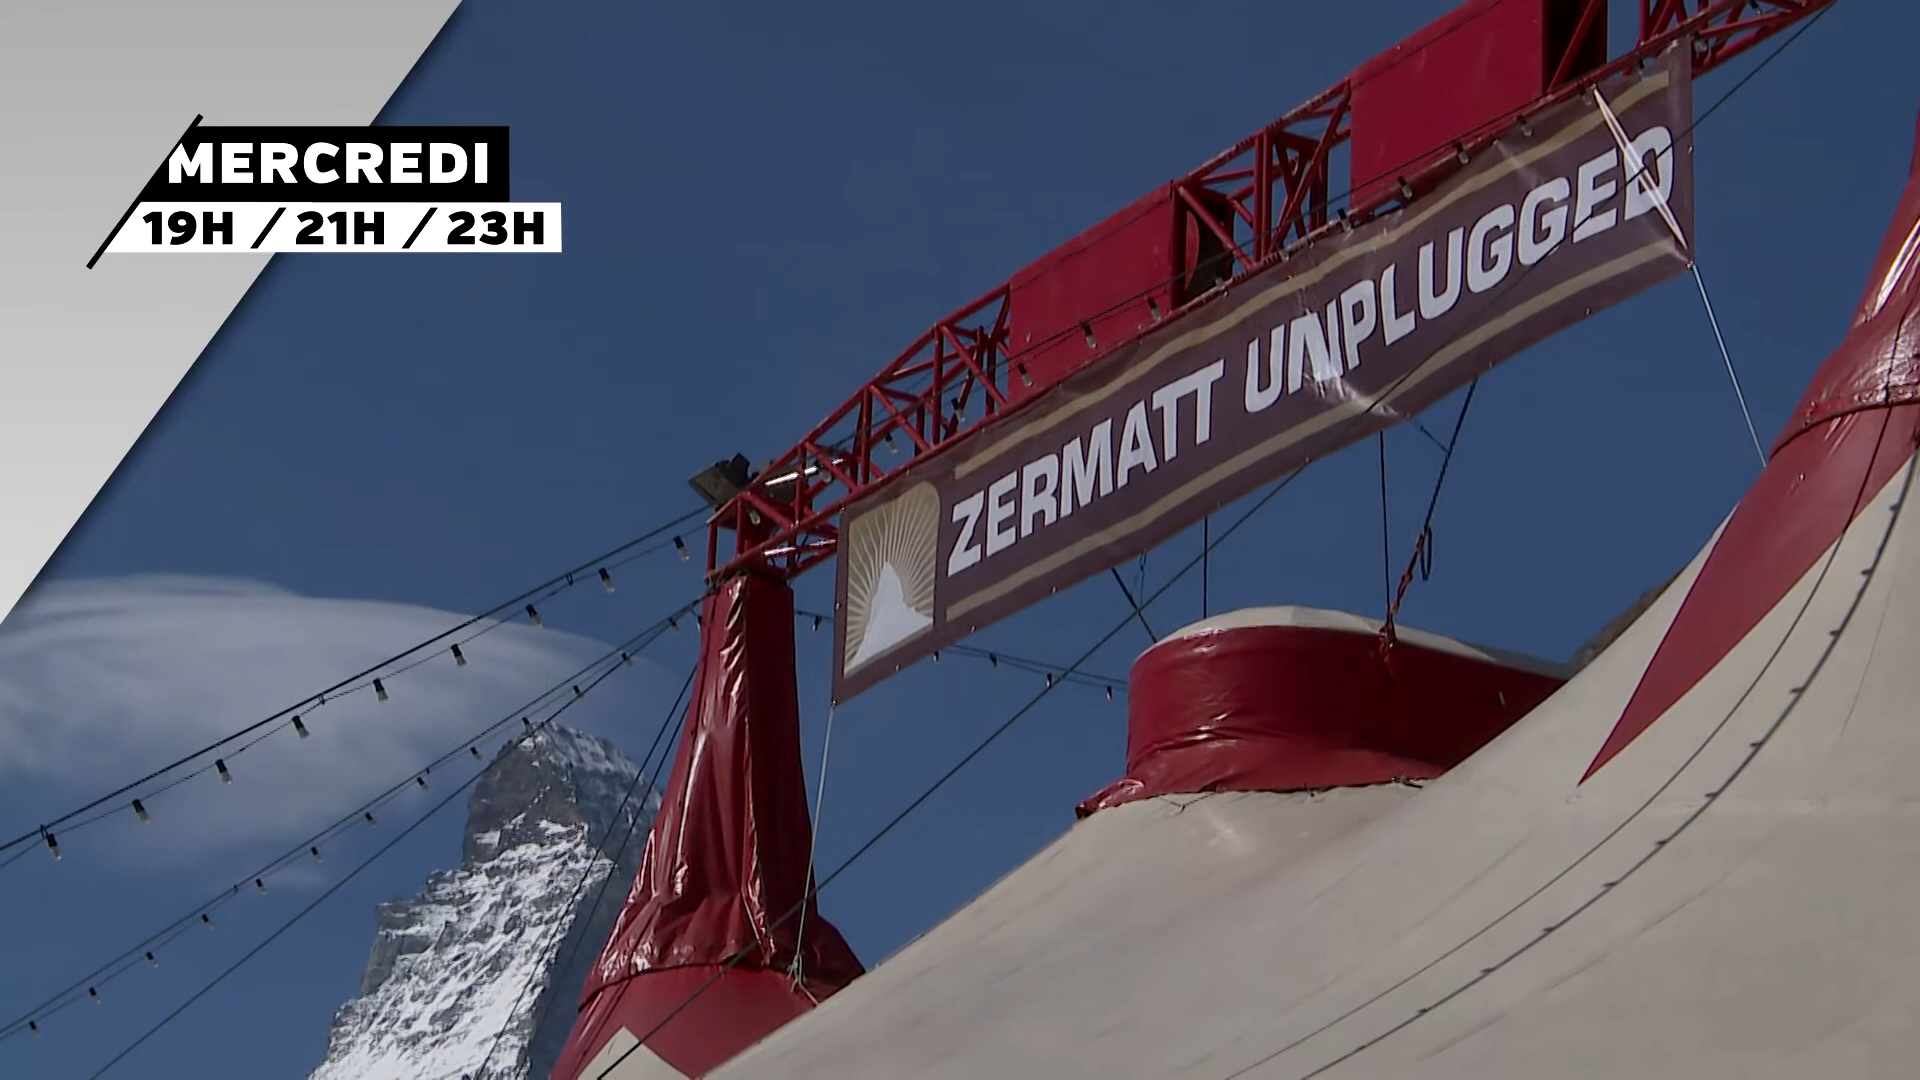 MERCREDI
19H / 21H / 23H
ZERMATT UNPLUGGED